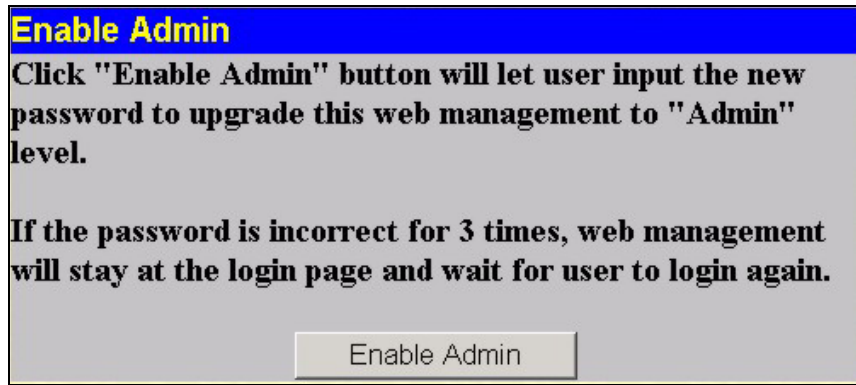 Enable Admin
Click "Enable Admin" button will let user input the new
password to upgrade this web management to "Admin"
level.
If the password is incorrect for 3 times, web management
will stay at the login page and wait for user to login again.
Enable Admin